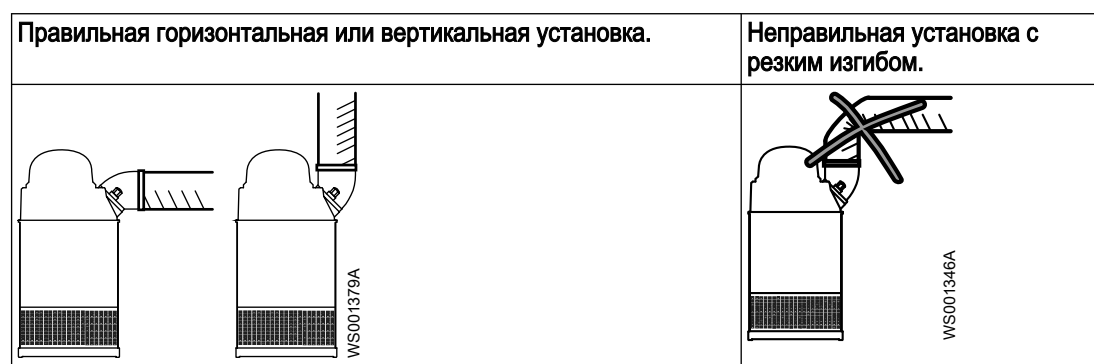 Правильная горизонтальная или вертикальная установка.
Неправильная установка с
резким изгибом.
WS001379A
WS001346A